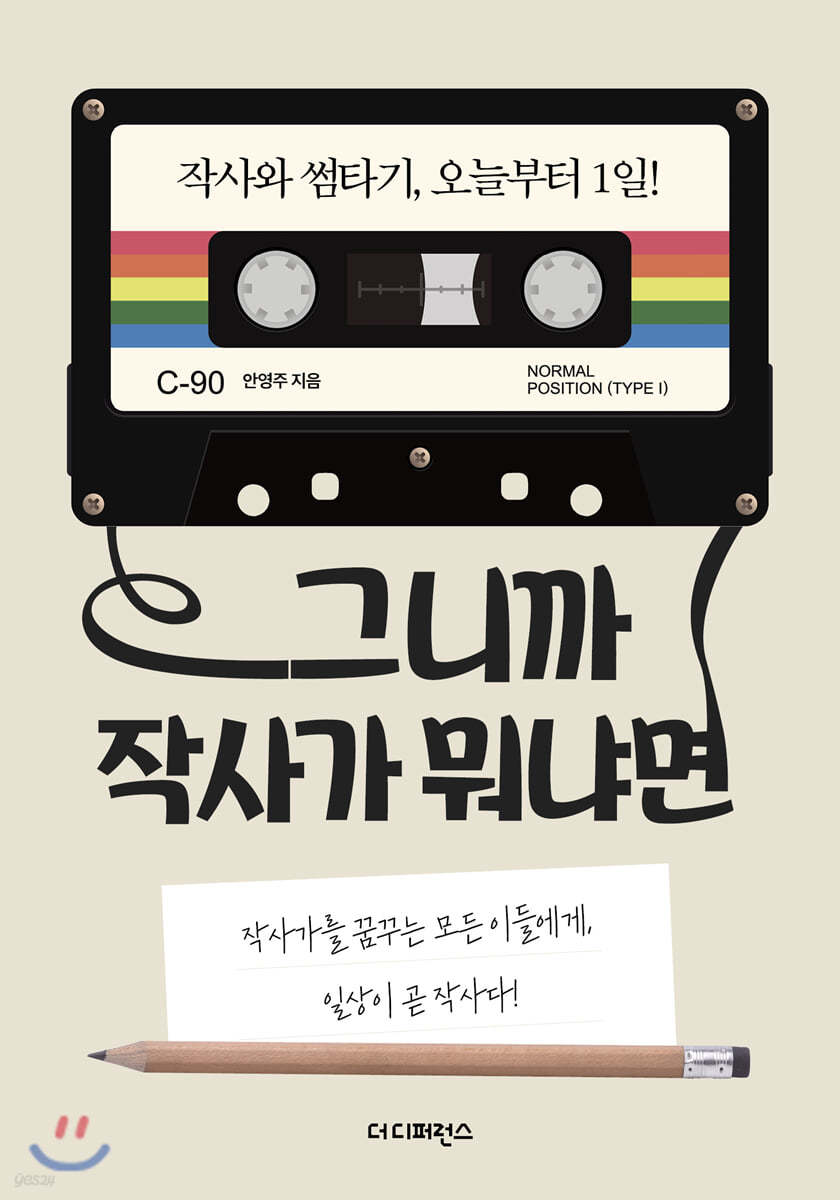 작사와 썸타기, 오늘부터 1일!
C-90 안영주 지음
NORMAL
POSITION (TYPE I)
그니까
작사가 뭐냐면
작사가를 꿈꾸는 모든 이들에게,
일상이 곧 작사다!
더 디퍼런스
yes24